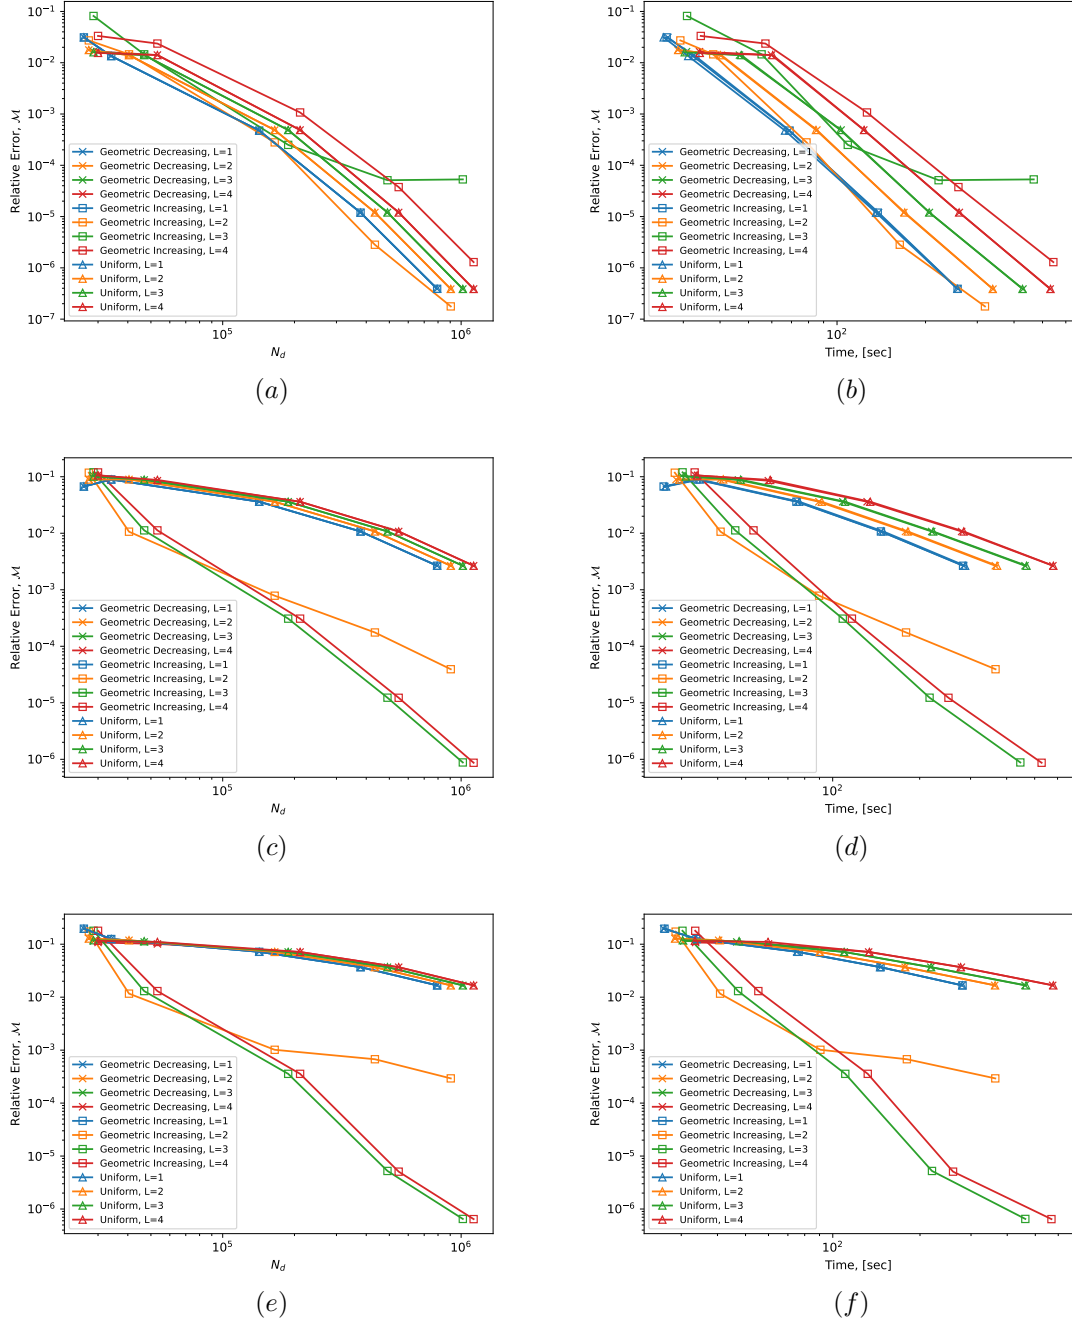 10⁻¹
10⁻²
10⁻³
10⁻⁴
10⁻⁵
10⁻⁶
10⁻⁷
Relative Error, ℳ
Geometric Decreasing, L=1
Geometric Decreasing, L=2
Geometric Decreasing, L=3
Geometric Decreasing, L=4
Geometric Increasing, L=1
Geometric Increasing, L=2
Geometric Increasing, L=3
Geometric Increasing, L=4
Uniform, L=1
Uniform, L=2
Uniform, L=3
Uniform, L=4
10⁵
10⁶
N_d
(a)
10⁻¹
10⁻²
10⁻³
10⁻⁴
10⁻⁵
10⁻⁶
10⁻⁷
Relative Error, ℳ
Geometric Decreasing, L=1
Geometric Decreasing, L=2
Geometric Decreasing, L=3
Geometric Decreasing, L=4
Geometric Increasing, L=1
Geometric Increasing, L=2
Geometric Increasing, L=3
Geometric Increasing, L=4
Uniform, L=1
Uniform, L=2
Uniform, L=3
Uniform, L=4
10²
Time, [sec]
(b)
10⁻¹
10⁻²
10⁻³
10⁻⁴
10⁻⁵
10⁻⁶
Relative Error, ℳ
Geometric Decreasing, L=1
Geometric Decreasing, L=2
Geometric Decreasing, L=3
Geometric Decreasing, L=4
Geometric Increasing, L=1
Geometric Increasing, L=2
Geometric Increasing, L=3
Geometric Increasing, L=4
Uniform, L=1
Uniform, L=2
Uniform, L=3
Uniform, L=4
10⁵
10⁶
N_d
(c)
10⁻¹
10⁻²
10⁻³
10⁻⁴
10⁻⁵
10⁻⁶
Relative Error, ℳ
Geometric Decreasing, L=1
Geometric Decreasing, L=2
Geometric Decreasing, L=3
Geometric Decreasing, L=4
Geometric Increasing, L=1
Geometric Increasing, L=2
Geometric Increasing, L=3
Geometric Increasing, L=4
Uniform, L=1
Uniform, L=2
Uniform, L=3
Uniform, L=4
10²
Time, [sec]
(d)
10⁻¹
10⁻²
10⁻³
10⁻⁴
10⁻⁵
10⁻⁶
Relative Error, ℳ
Geometric Decreasing, L=1
Geometric Decreasing, L=2
Geometric Decreasing, L=3
Geometric Decreasing, L=4
Geometric Increasing, L=1
Geometric Increasing, L=2
Geometric Increasing, L=3
Geometric Increasing, L=4
Uniform, L=1
Uniform, L=2
Uniform, L=3
Uniform, L=4
10⁵
10⁶
N_d
(e)
10⁻¹
10⁻²
10⁻³
10⁻⁴
10⁻⁵
10⁻⁶
Relative Error, ℳ
Geometric Decreasing, L=1
Geometric Decreasing, L=2
Geometric Decreasing, L=3
Geometric Decreasing, L=4
Geometric Increasing, L=1
Geometric Increasing, L=2
Geometric Increasing, L=3
Geometric Increasing, L=4
Uniform, L=1
Uniform, L=2
Uniform, L=3
Uniform, L=4
10²
Time, [sec]
(f)